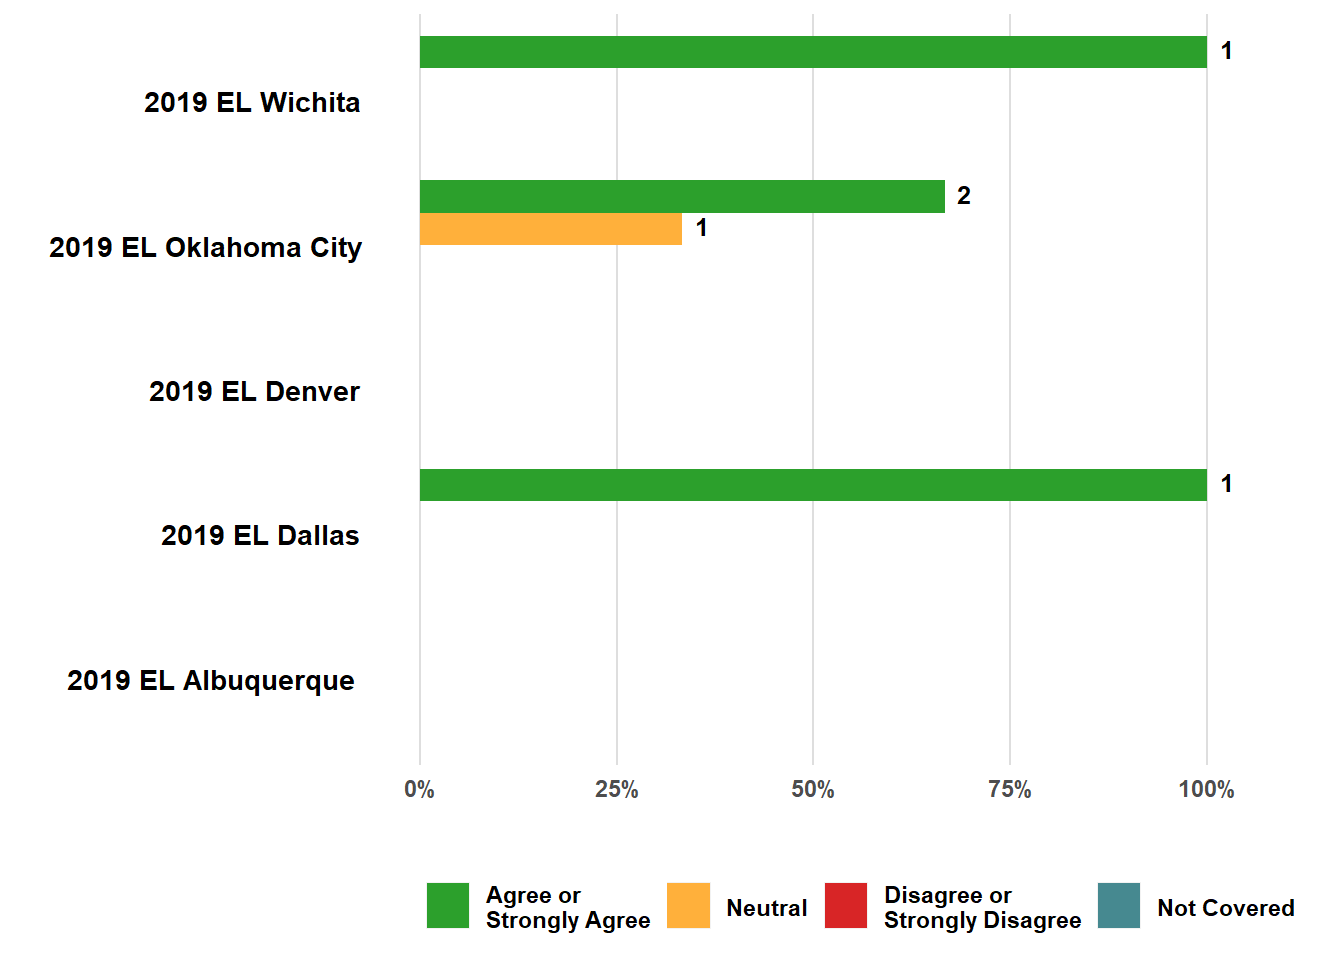 1
2019 EL Wichita
2
1
2019 EL Oklahoma City
2019 EL Denver
1
2019 EL Dallas
2019 EL Albuquerque
0% 25% 50% 75% 100%
Agree or
Strongly Agree
Neutral
Disagree or
Strongly Disagree
Not Covered